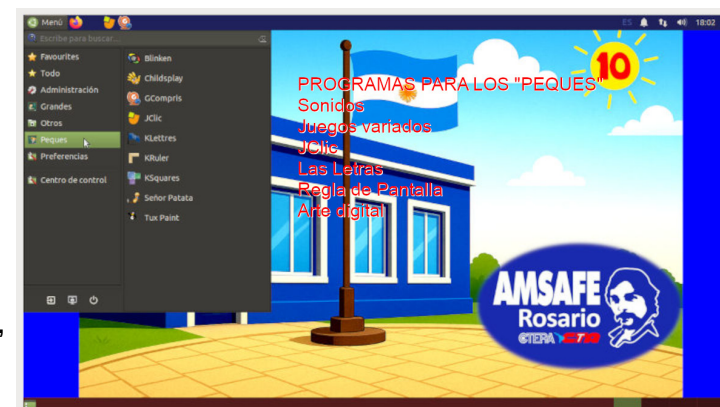 Menú
ES
18:02
Escribe para buscar...
Favourites
Todo
Administración
Grandes
Otros
Peques
Preferencias
Centro de control
Blinken
Childsplay
GCompris
JClic
KLettres
KRuler
KSquares
Señor Patata
Tux Paint
10
PROGRAMAS PARA LOS "PEQUES"
Sonidos
Juegos variados
JClic
Las Letras
Regla de Pantalla
Arte digital
AMSAFE
Rosario
CTERA
,